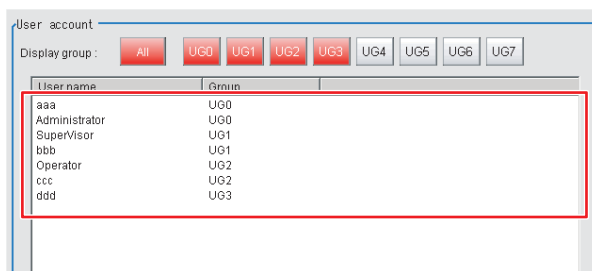 User account
Display group : All UG0 UG1 UG2 UG3 UG4 UG5 UG6 UG7
User name Group
aaa UG0
Administrator UG0
SuperVisor UG1
bbb UG1
Operator UG2
ccc UG2
ddd UG3